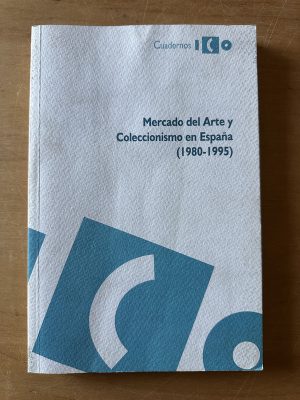 Cuadernos ICO
Mercado del Arte y
Coleccionismo en España
(1980-1995)